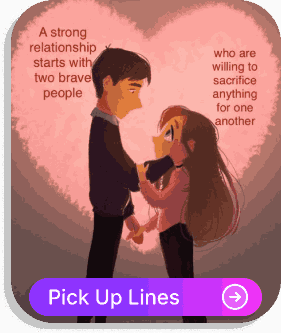 A strong
relationship
starts with
two brave
people
who are
willing to
sacrifice
anything
for one
another
Pick Up Lines